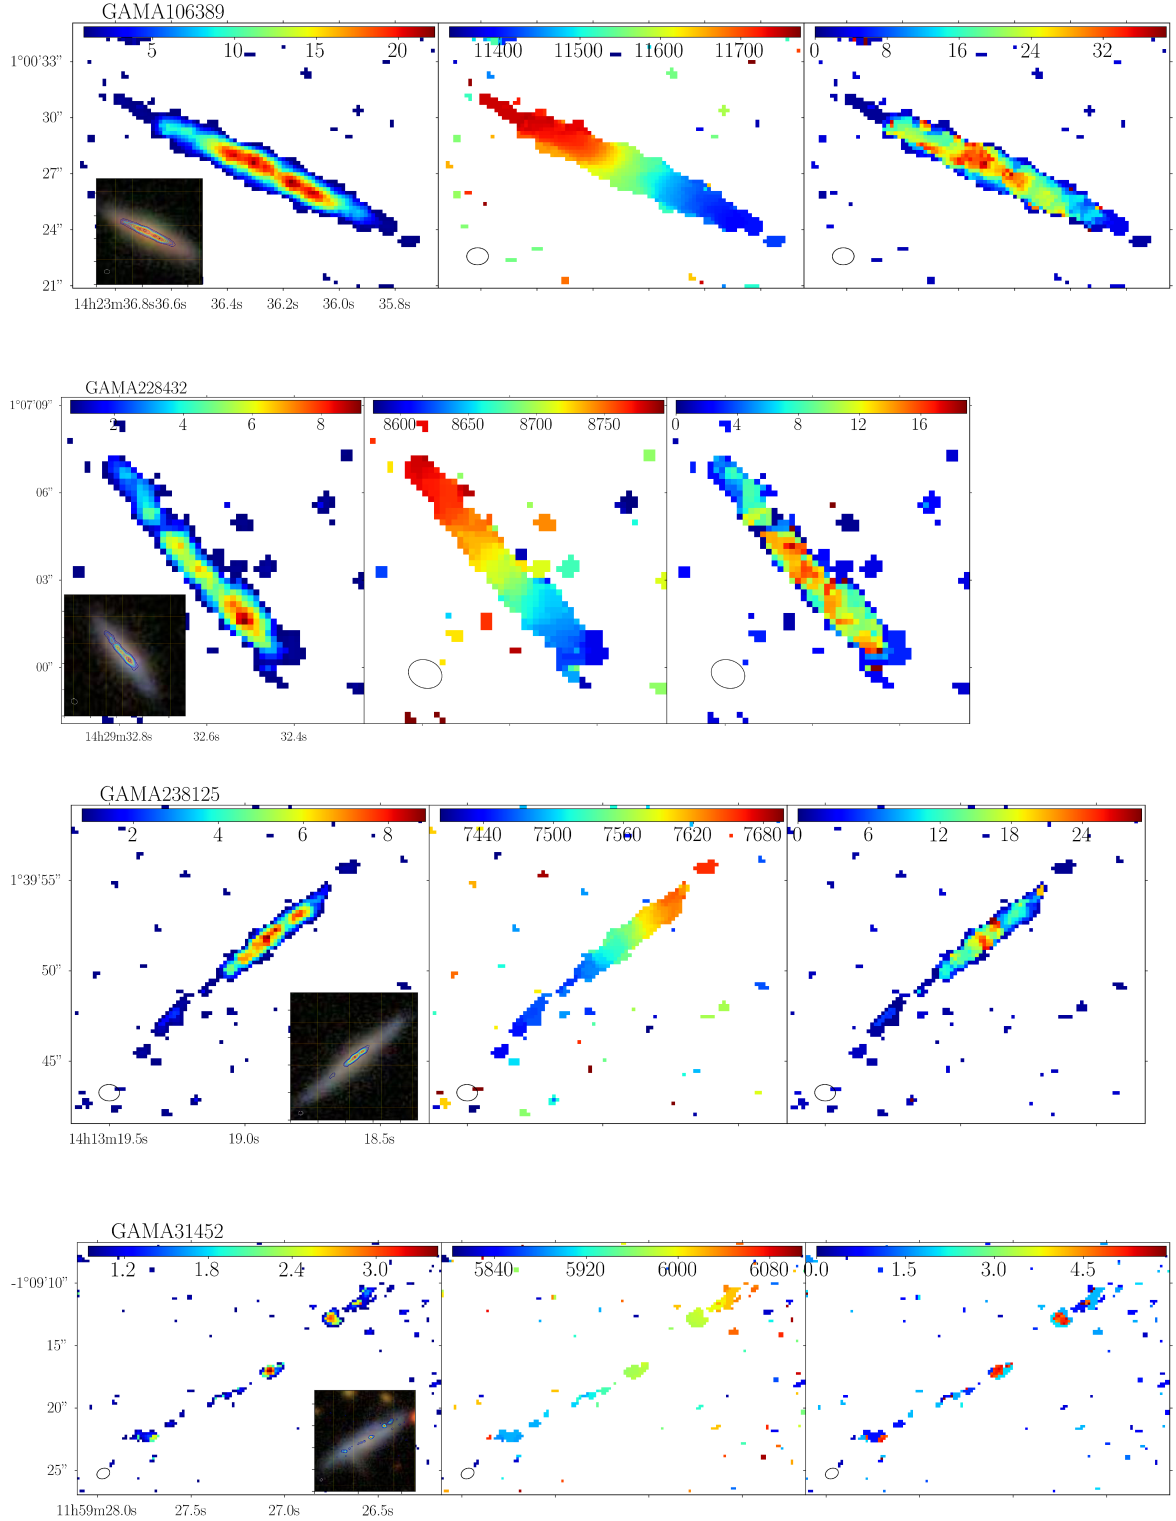 GAMA106389
5 10 15 20
11400 11500 11600 11700
0 8 16 24 32
1°00'33"
30"
27"
24"
21"
14h23m36.8s 36.6s 36.4s 36.2s 36.0s 35.8s
GAMA228432
1°07'09"
2 4 6 8
8600 8650 8700 8750
0 4 8 12 16
06"
03"
00"
14h29m32.8s 32.6s 32.4s
GAMA238125
2 4 6 8
7440 7500 7560 7620 7680
0 6 12 18 24
1°39'55"
50"
45"
14h13m19.5s 19.0s 18.5s
GAMA31452
1.2 1.8 2.4 3.0
5840 5920 6000 6080
0.0 1.5 3.0 4.5
-1°09'10"
15"
20"
25"
11h59m28.0s 27.5s 27.0s 26.5s